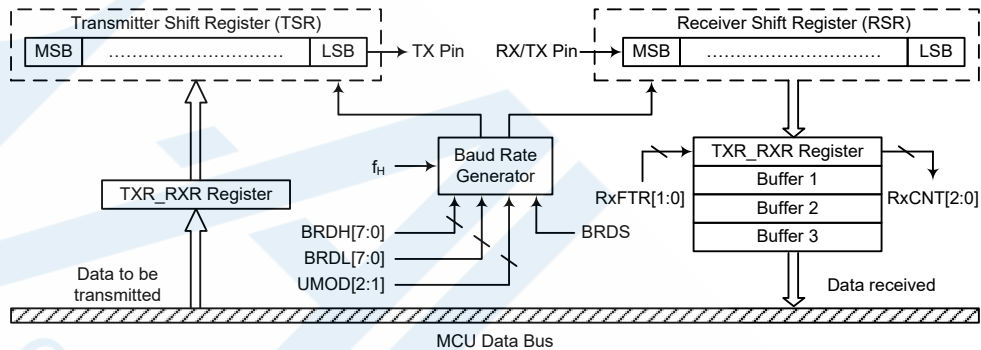 Transmitter Shift Register (TSR)
MSB ................................ LSB
TX Pin
RX/TX Pin
Receiver Shift Register (RSR)
MSB ................................ LSB
Baud Rate
Generator
fH
BRDH[7:0]
BRDL[7:0]
UMOD[2:1]
BRDS
TXR_RXR Register
Data to be
transmitted
TXR_RXR Register
Buffer 1
Buffer 2
Buffer 3
RxFTR[1:0]
RxCNT[2:0]
Data received
MCU Data Bus